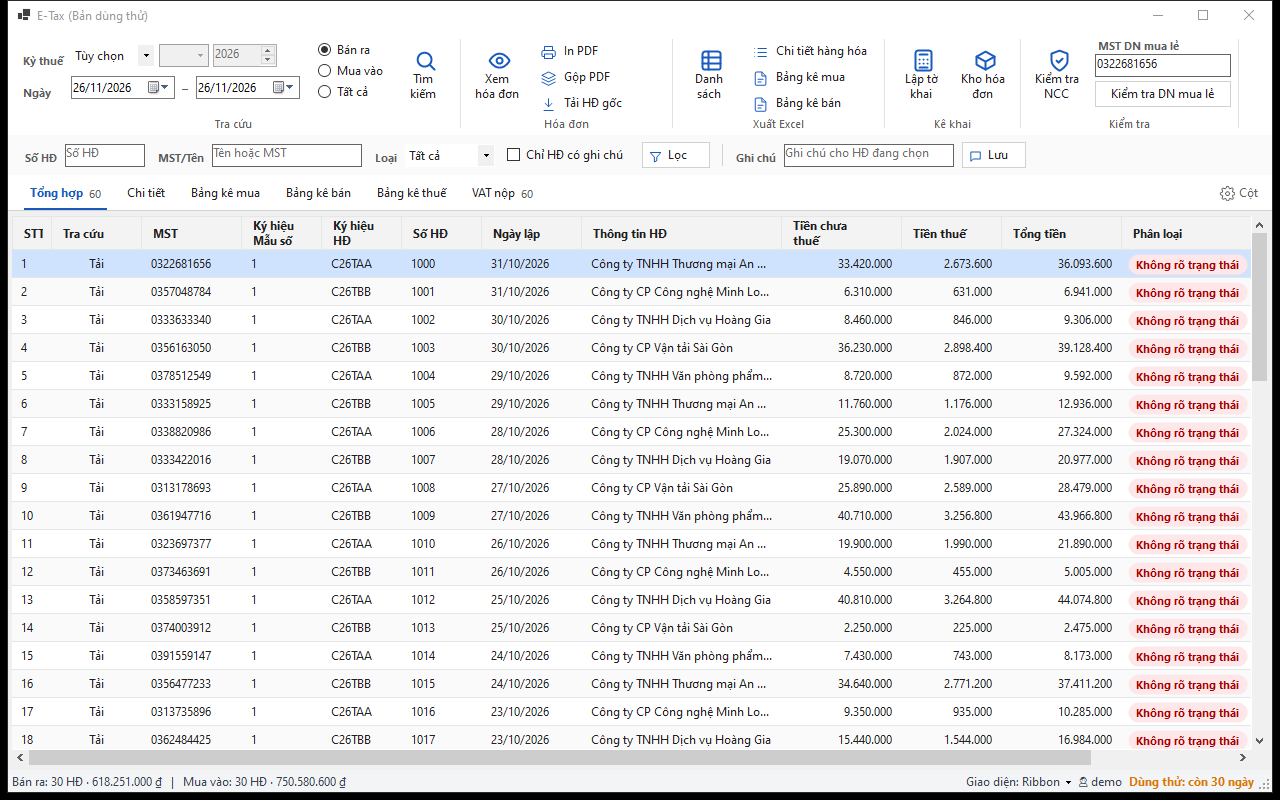 E-Tax (Bản dùng thử)
Kỳ thuế Tùy chọn 2026
Ngày 26/11/2026 – 26/11/2026
Bán ra
Mua vào
Tất cả
Tìm kiếm
Tra cứu
Xem hóa đơn
In PDF
Gộp PDF
Tải HĐ gốc
Hóa đơn
Danh sách
Chi tiết hàng hóa
Bảng kê mua
Bảng kê bán
Xuất Excel
Lập tờ khai
Kho hóa đơn
Kê khai
Kiểm tra NCC
MST DN mua lẻ
0322681656
Kiểm tra DN mua lẻ
Kiểm tra
Số HĐ Số HĐ MST/Tên Tên hoặc MST Loại Tất cả Chỉ HĐ có ghi chú Lọc Ghi chú Ghi chú cho HĐ đang chọn Lưu
Tổng hợp 60 Chi tiết Bảng kê mua Bảng kê bán Bảng kê thuế VAT nộp 60 Cột
STT Tra cứu MST Ký hiệu Mẫu số Ký hiệu HĐ Số HĐ Ngày lập Thông tin HĐ Tiền chưa thuế Tiền thuế Tổng tiền Phân loại
1 Tải 0322681656 1 C26TAA 1000 31/10/2026 Công ty TNHH Thương mại An ... 33.420.000 2.673.600 36.093.600 Không rõ trạng thái
2 Tải 0357048784 1 C26TBB 1001 31/10/2026 Công ty CP Công nghệ Minh Lo... 6.310.000 631.000 6.941.000 Không rõ trạng thái
3 Tải 0333633340 1 C26TAA 1002 30/10/2026 Công ty TNHH Dịch vụ Hoàng Gia 8.460.000 846.000 9.306.000 Không rõ trạng thái
4 Tải 0356163050 1 C26TBB 1003 30/10/2026 Công ty CP Vận tải Sài Gòn 36.230.000 2.898.400 39.128.400 Không rõ trạng thái
5 Tải 0378512549 1 C26TAA 1004 29/10/2026 Công ty TNHH Văn phòng phẩm... 8.720.000 872.000 9.592.000 Không rõ trạng thái
6 Tải 0333158925 1 C26TBB 1005 29/10/2026 Công ty TNHH Thương mại An ... 11.760.000 1.176.000 12.936.000 Không rõ trạng thái
7 Tải 0338820986 1 C26TAA 1006 28/10/2026 Công ty CP Công nghệ Minh Lo... 25.300.000 2.024.000 27.324.000 Không rõ trạng thái
8 Tải 0333422016 1 C26TBB 1007 28/10/2026 Công ty TNHH Dịch vụ Hoàng Gia 19.070.000 1.907.000 20.977.000 Không rõ trạng thái
9 Tải 0313178693 1 C26TAA 1008 27/10/2026 Công ty CP Vận tải Sài Gòn 25.890.000 2.589.000 28.479.000 Không rõ trạng thái
10 Tải 0361947716 1 C26TBB 1009 27/10/2026 Công ty TNHH Văn phòng phẩm... 40.710.000 3.256.800 43.966.800 Không rõ trạng thái
11 Tải 0323697377 1 C26TAA 1010 26/10/2026 Công ty TNHH Thương mại An ... 19.900.000 1.990.000 21.890.000 Không rõ trạng thái
12 Tải 0373463691 1 C26TBB 1011 26/10/2026 Công ty CP Công nghệ Minh Lo... 4.550.000 455.000 5.005.000 Không rõ trạng thái
13 Tải 0358597351 1 C26TAA 1012 25/10/2026 Công ty TNHH Dịch vụ Hoàng Gia 40.810.000 3.264.800 44.074.800 Không rõ trạng thái
14 Tải 0374003912 1 C26TBB 1013 25/10/2026 Công ty CP Vận tải Sài Gòn 2.250.000 225.000 2.475.000 Không rõ trạng thái
15 Tải 0391559147 1 C26TAA 1014 24/10/2026 Công ty TNHH Văn phòng phẩm... 7.430.000 743.000 8.173.000 Không rõ trạng thái
16 Tải 0356477233 1 C26TBB 1015 24/10/2026 Công ty TNHH Thương mại An ... 34.640.000 2.771.200 37.411.200 Không rõ trạng thái
17 Tải 0313735896 1 C26TAA 1016 23/10/2026 Công ty CP Công nghệ Minh Lo... 9.350.000 935.000 10.285.000 Không rõ trạng thái
18 Tải 0362484425 1 C26TBB 1017 23/10/2026 Công ty TNHH Dịch vụ Hoàng Gia 15.440.000 1.544.000 16.984.000 Không rõ trạng thái
Bán ra: 30 HĐ · 618.251.000 ₫ | Mua vào: 30 HĐ · 750.580.600 ₫ Giao diện: Ribbon demo Dùng thử: còn 30 ngày